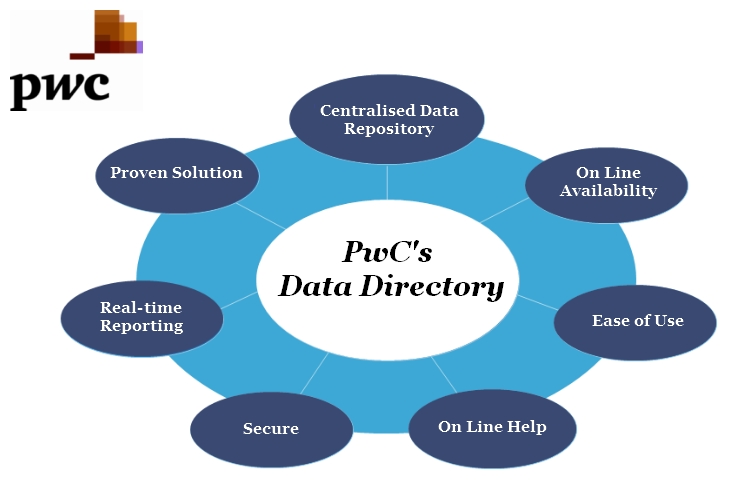 pwc
Centralised Data
Repository
Proven Solution
On Line
Availability
PwC's
Data Directory
Real-time
Reporting
Ease of Use
Secure
On Line Help